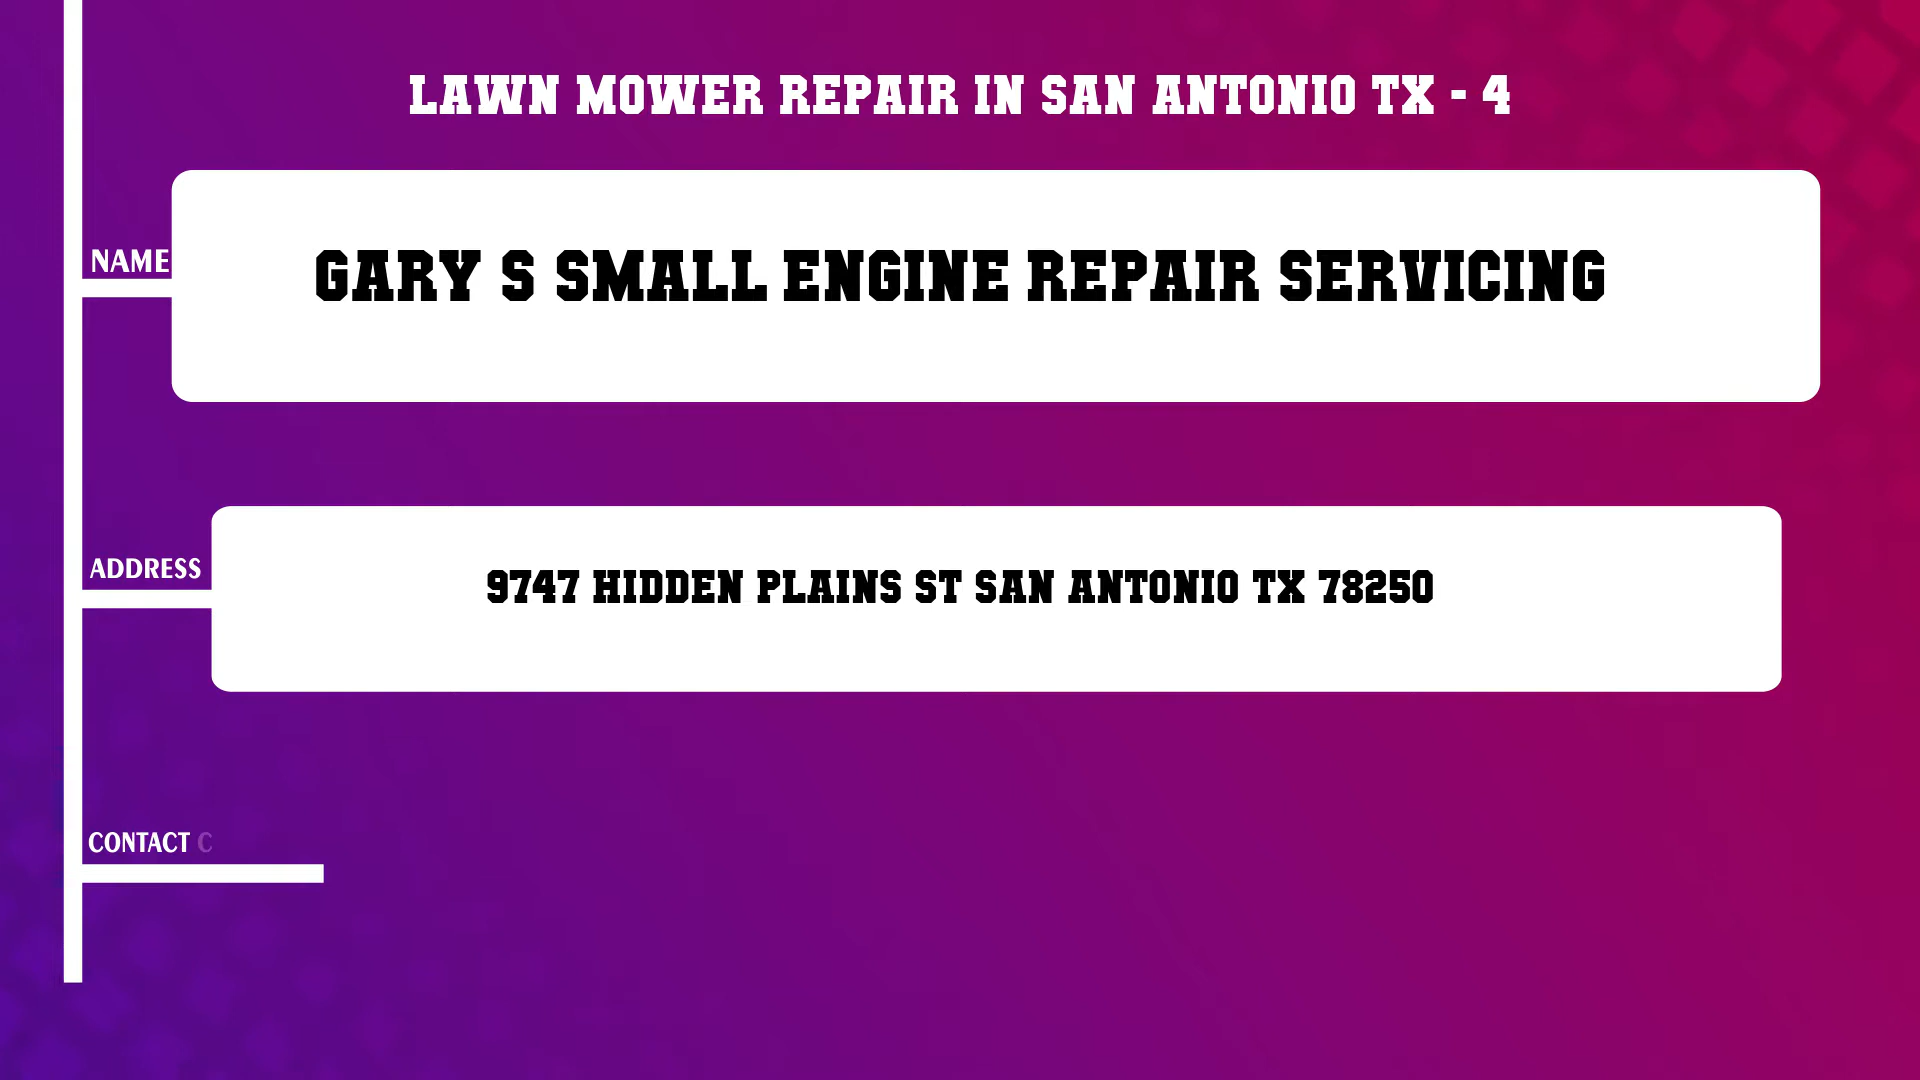 LAWN MOWER REPAIR IN SAN ANTONIO TX - 4
NAME
GARY S SMALL ENGINE REPAIR SERVICING
ADDRESS
9747 HIDDEN PLAINS ST SAN ANTONIO TX 78250
CONTACT C